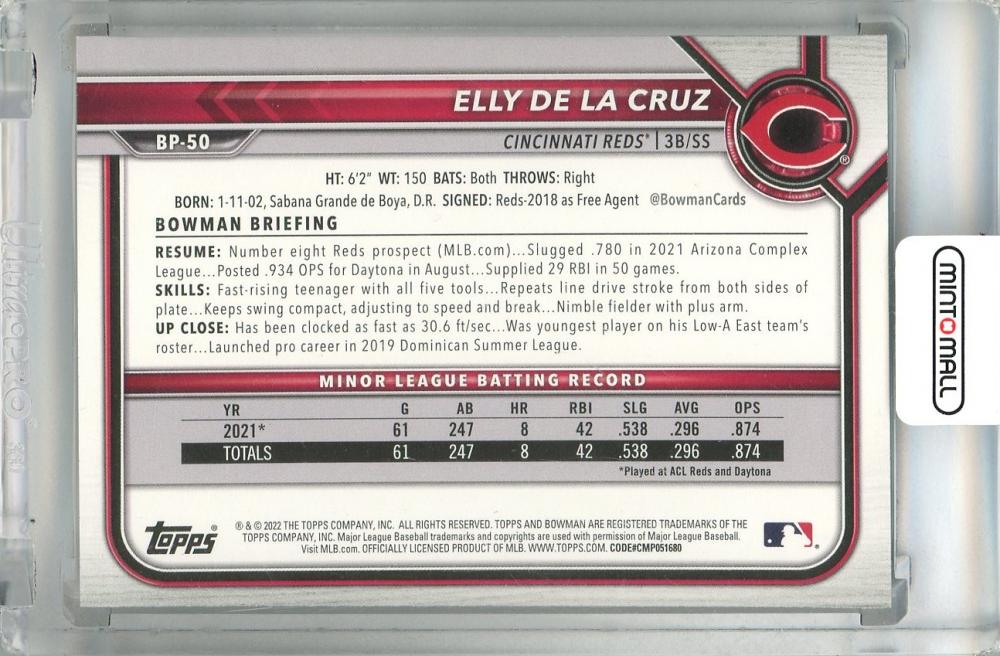 ELLY DE LA CRUZ
BP-50
CINCINNATI REDS® | 3B/SS
HT: 6'2" WT: 150 BATS: Both THROWS: Right
BORN: 1-11-02, Sabana Grande de Boya, D.R. SIGNED: Reds-2018 as Free Agent @BowmanCards
BOWMAN BRIEFING
RESUME: Number eight Reds prospect (MLB.com)...Slugged .780 in 2021 Arizona Complex
League...Posted .934 OPS for Daytona in August...Supplied 29 RBI in 50 games.
SKILLS: Fast-rising teenager with all five tools...Repeats line drive stroke from both sides of
plate...Keeps swing compact, adjusting to speed and break...Nimble fielder with plus arm.
UP CLOSE: Has been clocked as fast as 30.6 ft/sec...Was youngest player on his Low-A East team's
roster...Launched pro career in 2019 Dominican Summer League.
MINOR LEAGUE BATTING RECORD
YR G AB HR RBI SLG AVG OPS
2021* 61 247 8 42 .538 .296 .874
TOTALS 61 247 8 42 .538 .296 .874
*Played at ACL Reds and Daytona
TOPPS®
® & © 2022 THE TOPPS COMPANY, INC. ALL RIGHTS RESERVED. TOPPS AND BOWMAN ARE REGISTERED TRADEMARKS OF THE
TOPPS COMPANY, INC. Major League Baseball trademarks and copyrights are used with permission of Major League Baseball.
Visit MLB.com. OFFICIALLY LICENSED PRODUCT OF MLB. WWW.TOPPS.COM. CODE#CMP051680
MINTOMALL